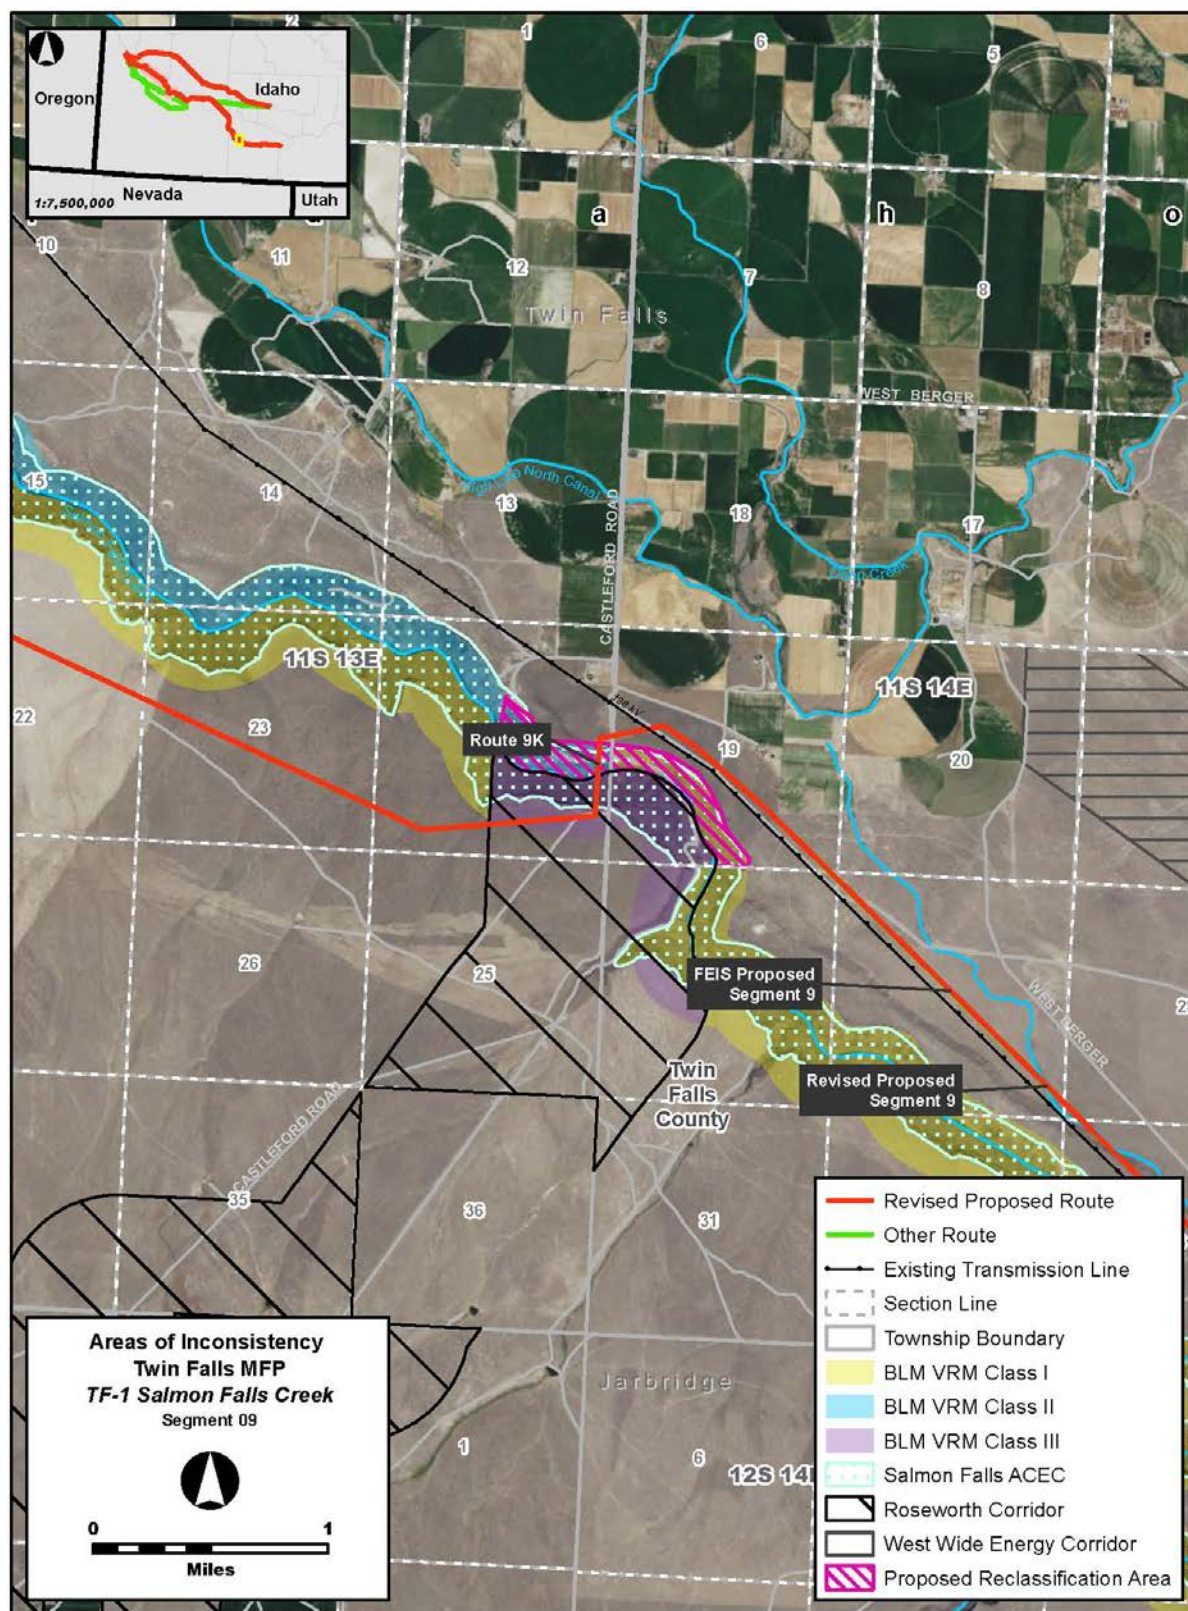 2
1
6
5
Oregon
Idaho
Nevada
Utah
1:7,500,000
a
h
o
10
11
12
7
8
Twin Falls
WEST BERGER
15
14
13
18
17
High Line North Canal
CASTLEFORD ROAD
Deep Creek
11S 13E
11S 14E
138 kV
22
23
19
20
Route 9K
26
25
FEIS Proposed
Segment 9
WEST BERGER
Revised Proposed
Segment 9
Twin
Falls
County
CASTLEFORD ROAD
35
36
31
Jarbridge
1
6
Areas of Inconsistency
Twin Falls MFP
TF-1 Salmon Falls Creek
Segment 09
0 1
Miles
Revised Proposed Route
Other Route
Existing Transmission Line
Section Line
Township Boundary
BLM VRM Class I
BLM VRM Class II
BLM VRM Class III
Salmon Falls ACEC
Roseworth Corridor
West Wide Energy Corridor
Proposed Reclassification Area